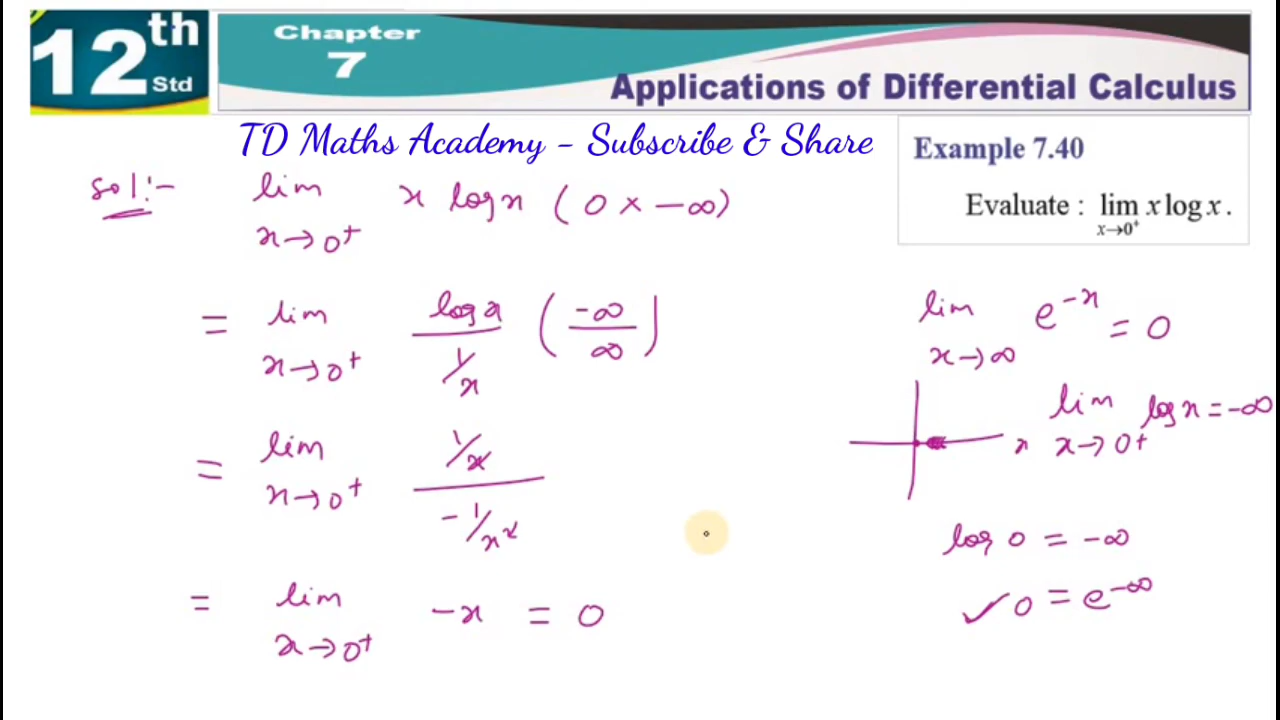 12th Std
Chapter 7
Applications of Differential Calculus
TD Maths Academy - Subscribe & Share
Example 7.40
Evaluate : lim x→0⁺ x log x .
Sol :- lim x→0⁺ x log x ( 0 × -∞)
= lim x→0⁺ log x / 1/x ( -∞ / ∞ )
= lim x→0⁺ 1/x / - 1/x²
= lim x→0⁺ -x = 0
lim x→∞ e⁻ˣ = 0
x
lim x→0⁺ log x = -∞
log 0 = -∞
✓ 0 = e^-∞